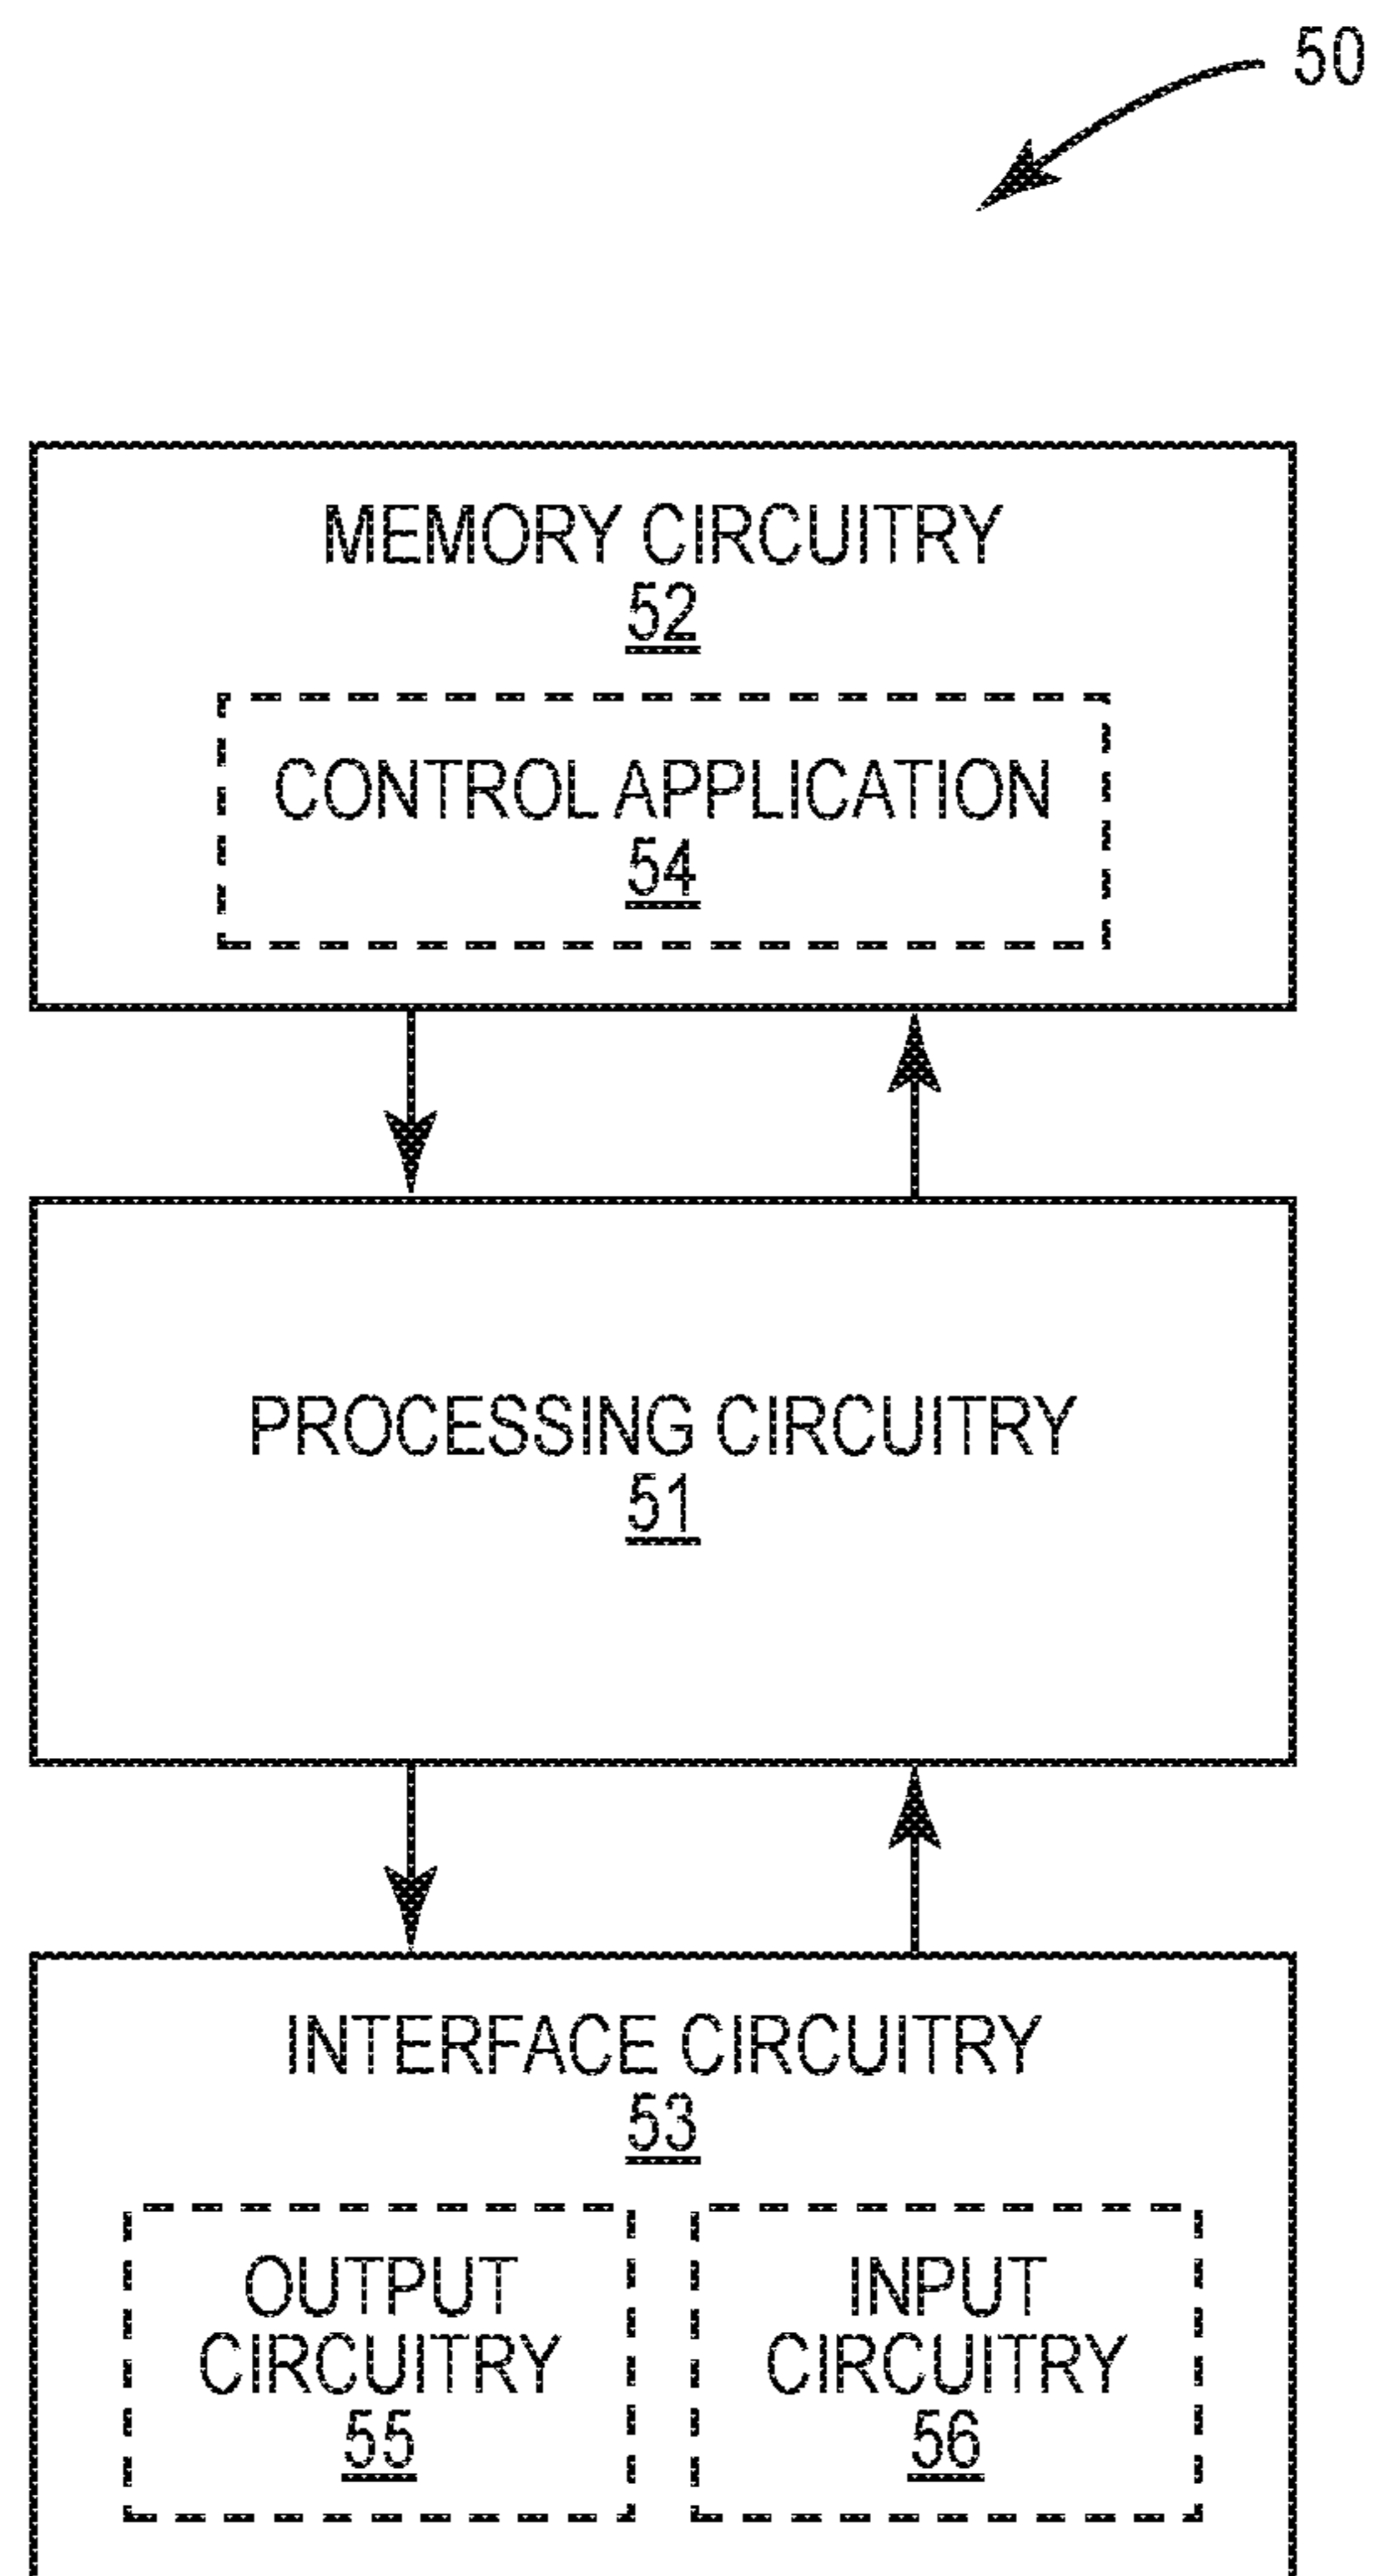 50
MEMORY CIRCUITRY
52
CONTROL APPLICATION
54
PROCESSING CIRCUITRY
51
INTERFACE CIRCUITRY
53
OUTPUT
CIRCUITRY
55
INPUT
CIRCUITRY
56